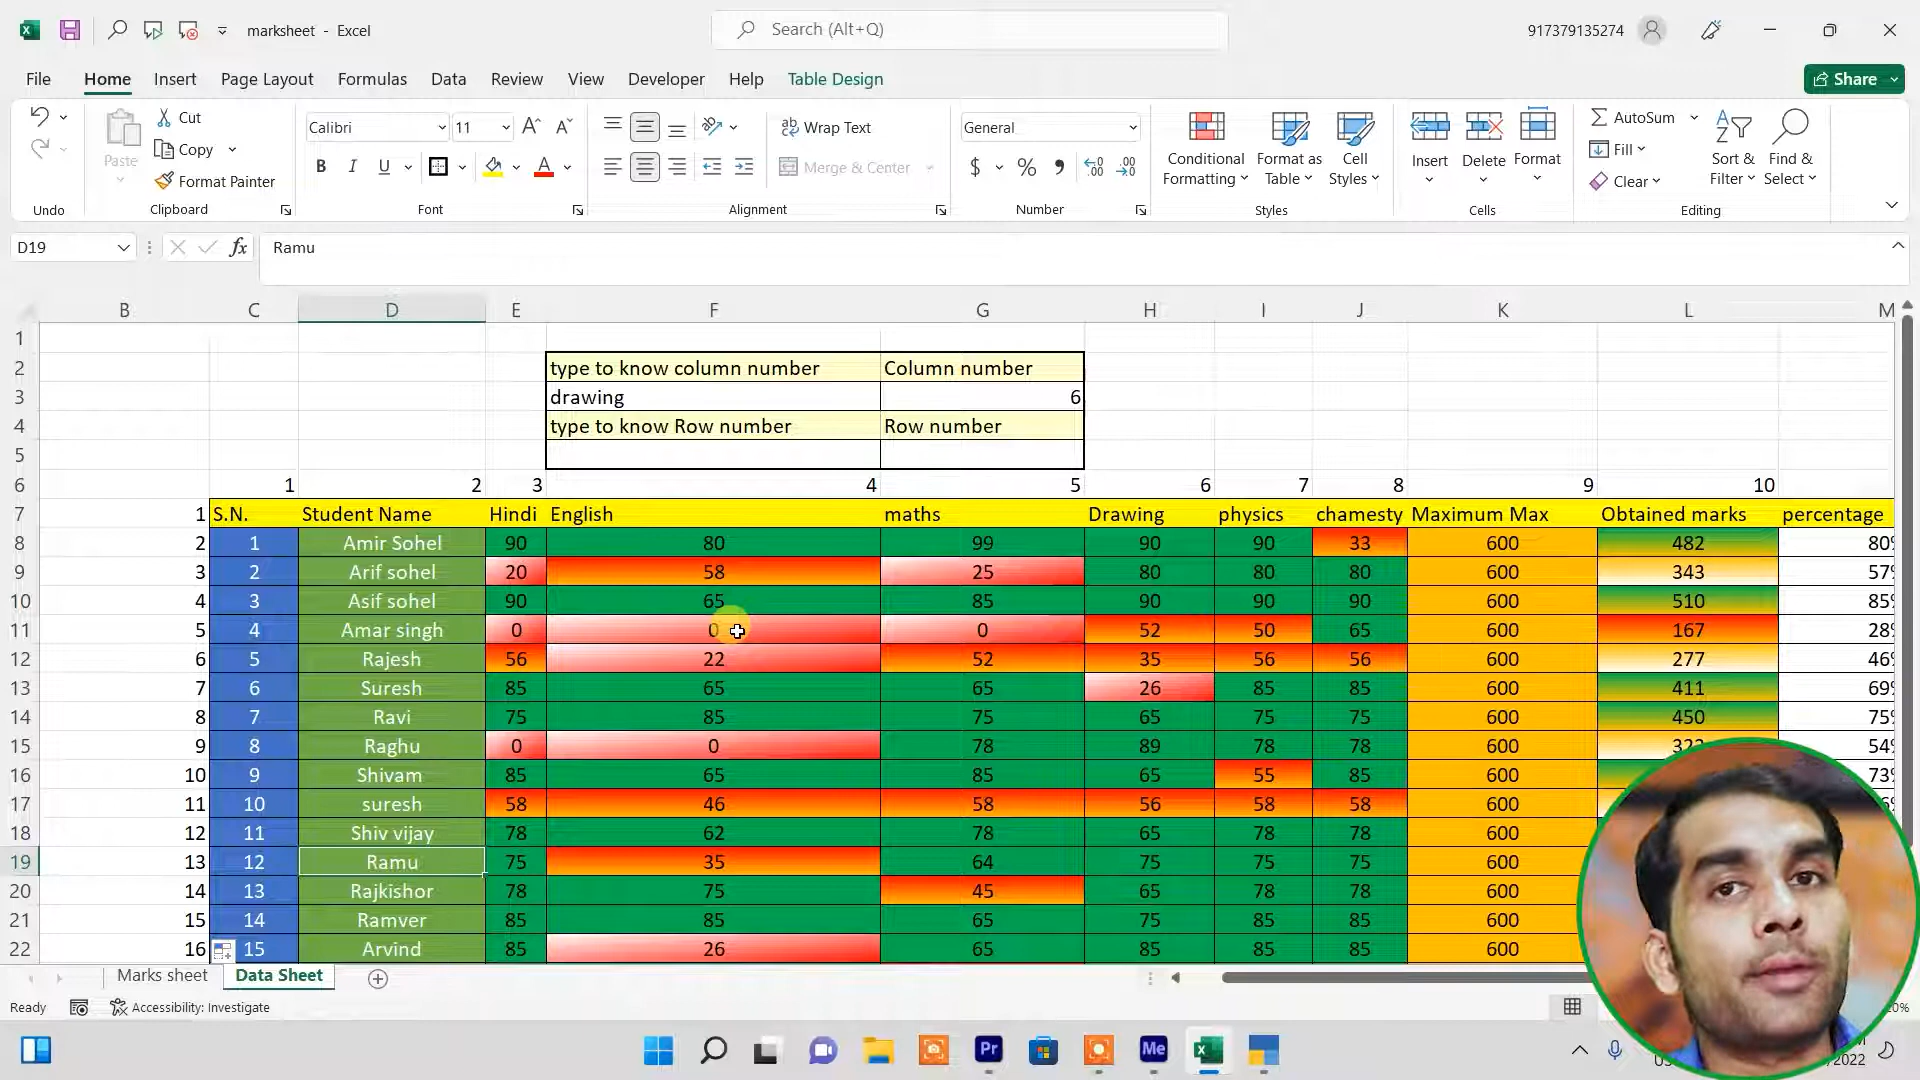 marksheet - Excel
Search (Alt+Q)
917379135274
File Home Insert Page Layout Formulas Data Review View Developer Help Table Design
Share
Cut
Copy
Format Painter
Paste
Calibri 11
B I U
Wrap Text
Merge & Center
General
$ % 9
Conditional Formatting
Format as Table
Cell Styles
Insert Delete Format
AutoSum
Fill
Clear
Sort & Filter
Find & Select
Undo Clipboard Font Alignment Number Styles Cells Editing
D19 fx Ramu
B C D E F G H I J K L M
1
2 type to know column number Column number
3 drawing 6
4 type to know Row number Row number
5
6 1 2 3 4 5 6 7 8 9 10
7 1 S.N. Student Name Hindi English maths Drawing physics chamesty Maximum Max Obtained marks percentage
8 2 1 Amir Sohel 90 80 99 90 90 33 600 482 80%
9 3 2 Arif sohel 20 58 25 80 80 80 600 343 57%
10 4 3 Asif sohel 90 65 85 90 90 90 600 510 85%
11 5 4 Amar singh 0 0 0 52 50 65 600 167 28%
12 6 5 Rajesh 56 22 52 35 56 56 600 277 46%
13 7 6 Suresh 85 65 65 26 85 85 600 411 69%
14 8 7 Ravi 75 85 75 65 75 75 600 450 75%
15 9 8 Raghu 0 0 78 89 78 78 600 54%
16 10 9 Shivam 85 65 85 65 55 85 600 73%
17 11 10 suresh 58 46 58 56 58 58 600
18 12 11 Shiv vijay 78 62 78 65 78 78 600
19 13 12 Ramu 75 35 64 75 75 75 600
20 14 13 Rajkishor 78 75 45 65 78 78 600
21 15 14 Ramver 85 85 65 75 85 85 600
22 16 15 Arvind 85 26 65 85 85 85 600
Marks sheet Data Sheet
Ready Accessibility: Investigate
Pr Me